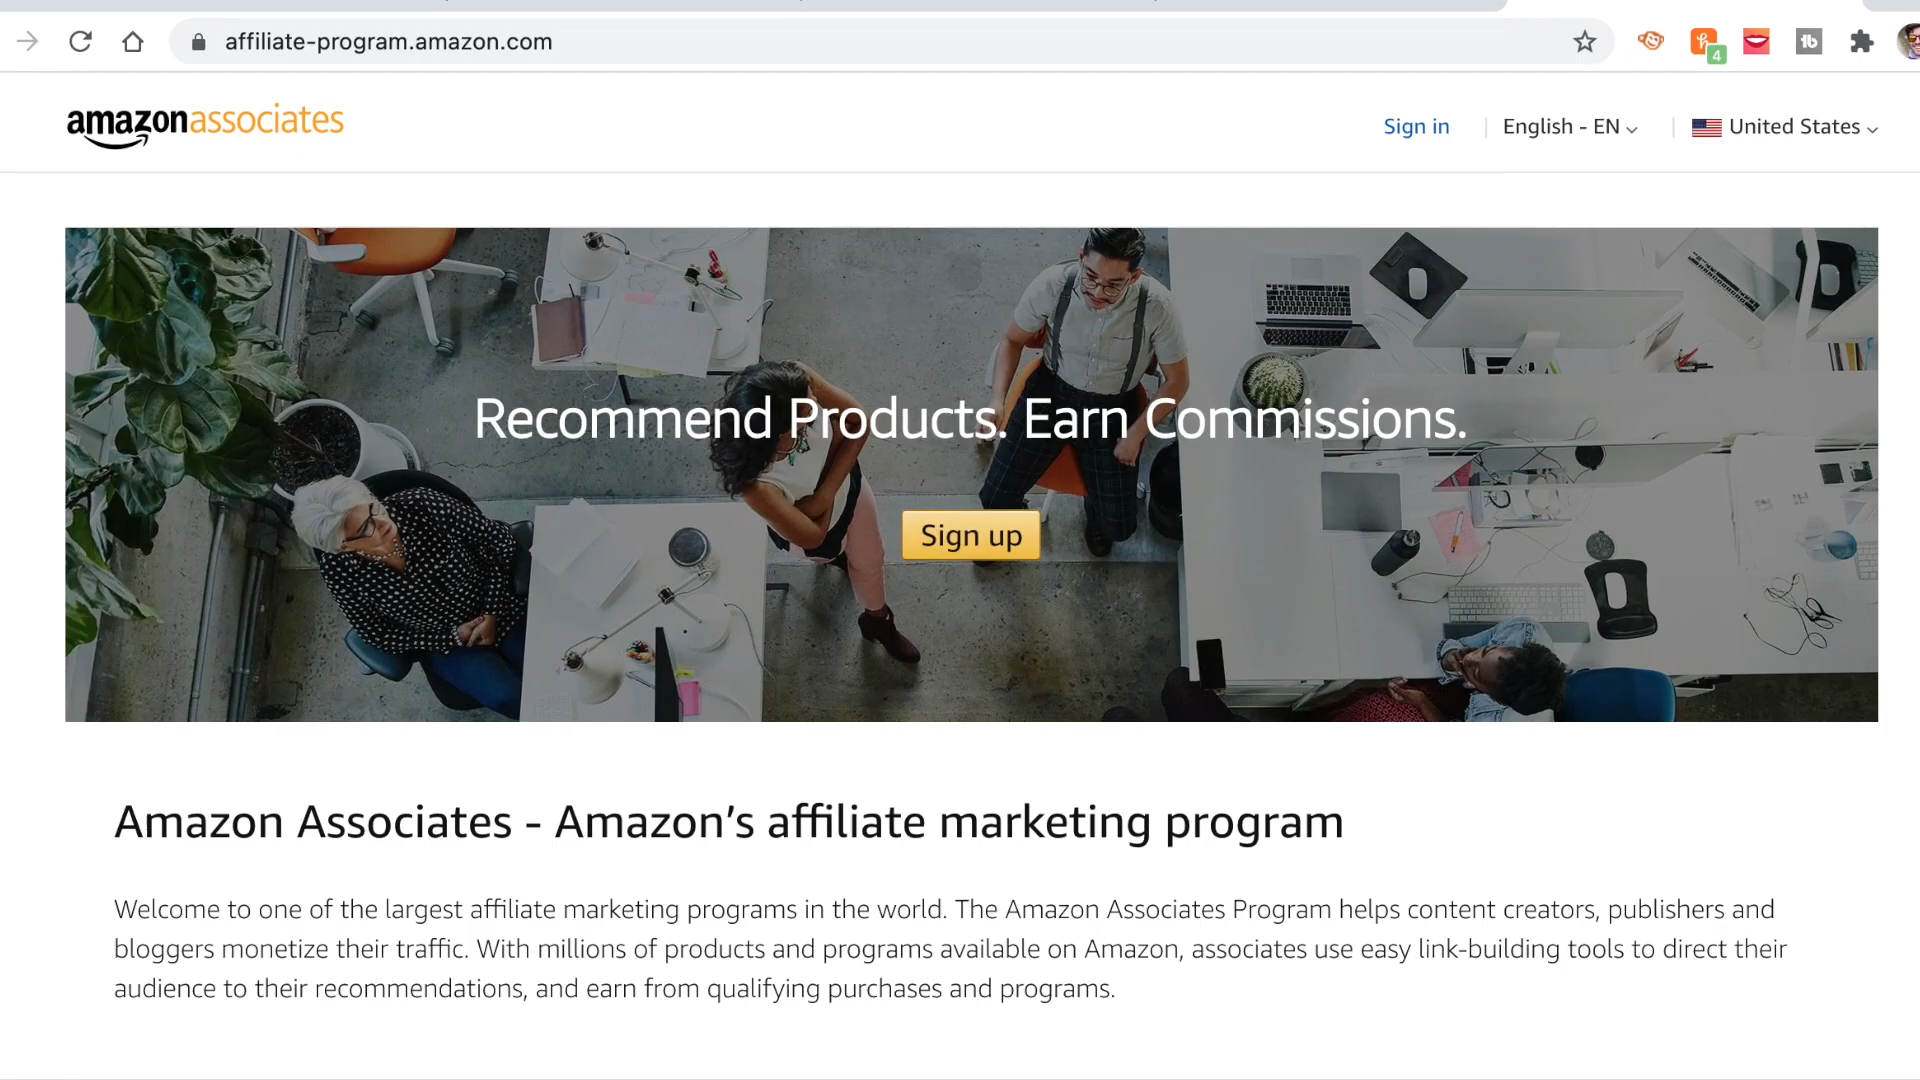 affiliate-program.amazon.com
4
amazonassociates
Sign in
English - EN
United States
Recommend Products. Earn Commissions.
Sign up
Amazon Associates - Amazon’s affiliate marketing program
Welcome to one of the largest affiliate marketing programs in the world. The Amazon Associates Program helps content creators, publishers and
bloggers monetize their traffic. With millions of products and programs available on Amazon, associates use easy link-building tools to direct their
audience to their recommendations, and earn from qualifying purchases and programs.